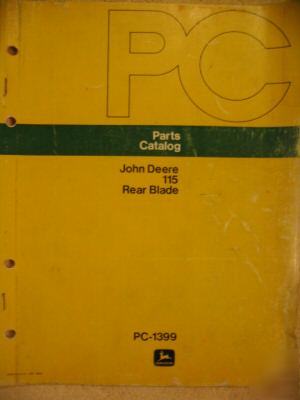 PC
Parts
Catalog
John Deere
115
Rear Blade
PC-1399